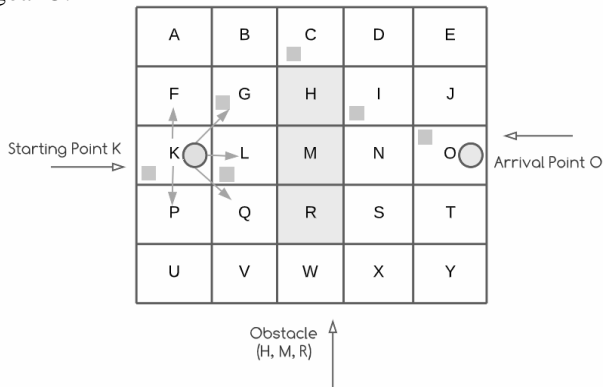 A B C D E
F G H I J
Starting Point K
K L M N O
Arrival Point O
P Q R S T
U V W X Y
Obstacle
(H, M, R)